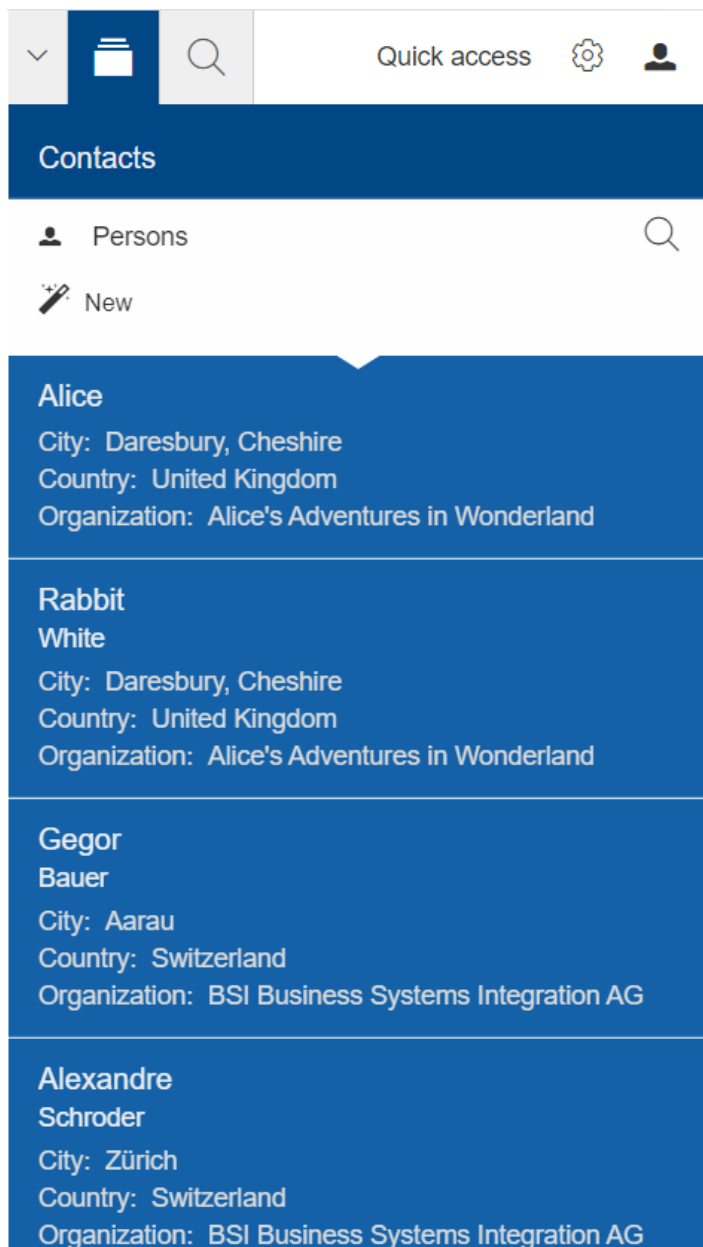 Quick access
Contacts
Persons
New
Alice
City: Daresbury, Cheshire
Country: United Kingdom
Organization: Alice's Adventures in Wonderland
Rabbit
White
City: Daresbury, Cheshire
Country: United Kingdom
Organization: Alice's Adventures in Wonderland
Gegor
Bauer
City: Aarau
Country: Switzerland
Organization: BSI Business Systems Integration AG
Alexandre
Schroder
City: Zürich
Country: Switzerland
Organization: BSI Business Systems Integration AG